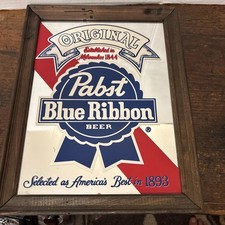 ORIGINAL
Established in
Milwaukee 1844
Pabst
Blue Ribbon
BEER
®
Selected as America's Best in 1893